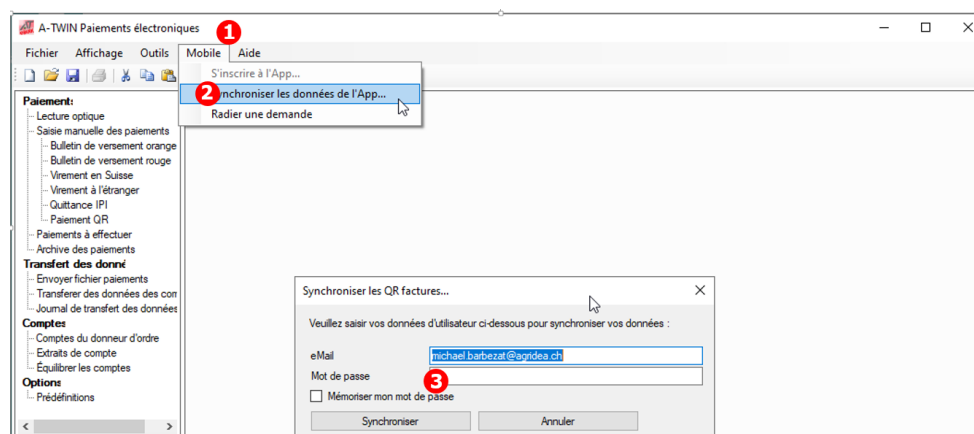 A-TWIN Paiements électroniques
1
Fichier Affichage Outils Mobile Aide
S'inscrire à l'App...
2 ynchroniser les données de l'App...
Radier une demande
Paiement:
Lecture optique
Saisie manuelle des paiements
Bulletin de versement orange
Bulletin de versement rouge
Virement en Suisse
Virement à l'étranger
Quittance IPI
Paiement QR
Paiements à effectuer
Archive des paiements
Transfert des donné
Envoyer fichier paiements
Transferer des données des com
Journal de transfert des données
Comptes
Comptes du donneur d'ordre
Extraits de compte
Équilibrer les comptes
Options
Prédéfinitions
Synchroniser les QR factures...
Veuillez saisir vos données d'utilisateur ci-dessous pour synchroniser vos données :
eMail michael.barbezat@agridea.ch
Mot de passe
3
Mémoriser mon mot de passe
Synchroniser Annuler